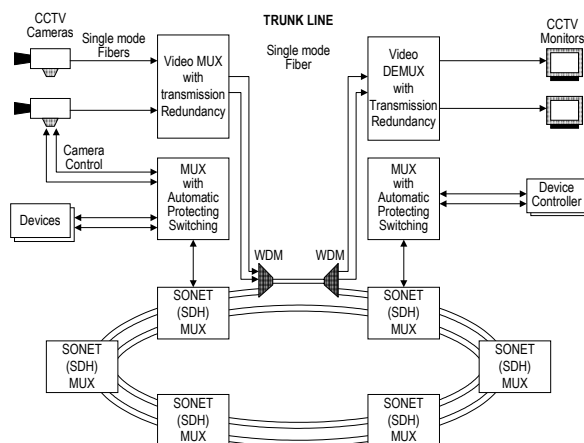 TRUNK LINE
CCTV
Cameras
Single mode
Fibers
Video MUX
with
transmission
Redundancy
Single mode
Fiber
Video
DEMUX
with
Transmission
Redundancy
CCTV
Monitors
Camera
Control
MUX
with
Automatic
Protecting
Switching
MUX
with
Automatic
Protecting
Switching
Devices
Device
Controller
WDM
WDM
SONET
(SDH)
MUX
SONET
(SDH)
MUX
SONET
(SDH)
MUX
SONET
(SDH)
MUX
SONET
(SDH)
MUX
SONET
(SDH)
MUX